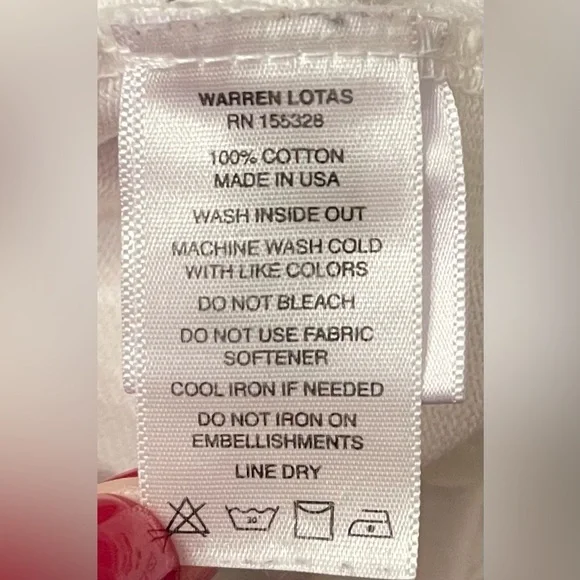 WARREN LOTAS
RN 155328
100% COTTON
MADE IN USA
WASH INSIDE OUT
MACHINE WASH COLD
WITH LIKE COLORS
DO NOT BLEACH
DO NOT USE FABRIC
SOFTENER
COOL IRON IF NEEDED
DO NOT IRON ON
EMBELLISHMENTS
LINE DRY
30